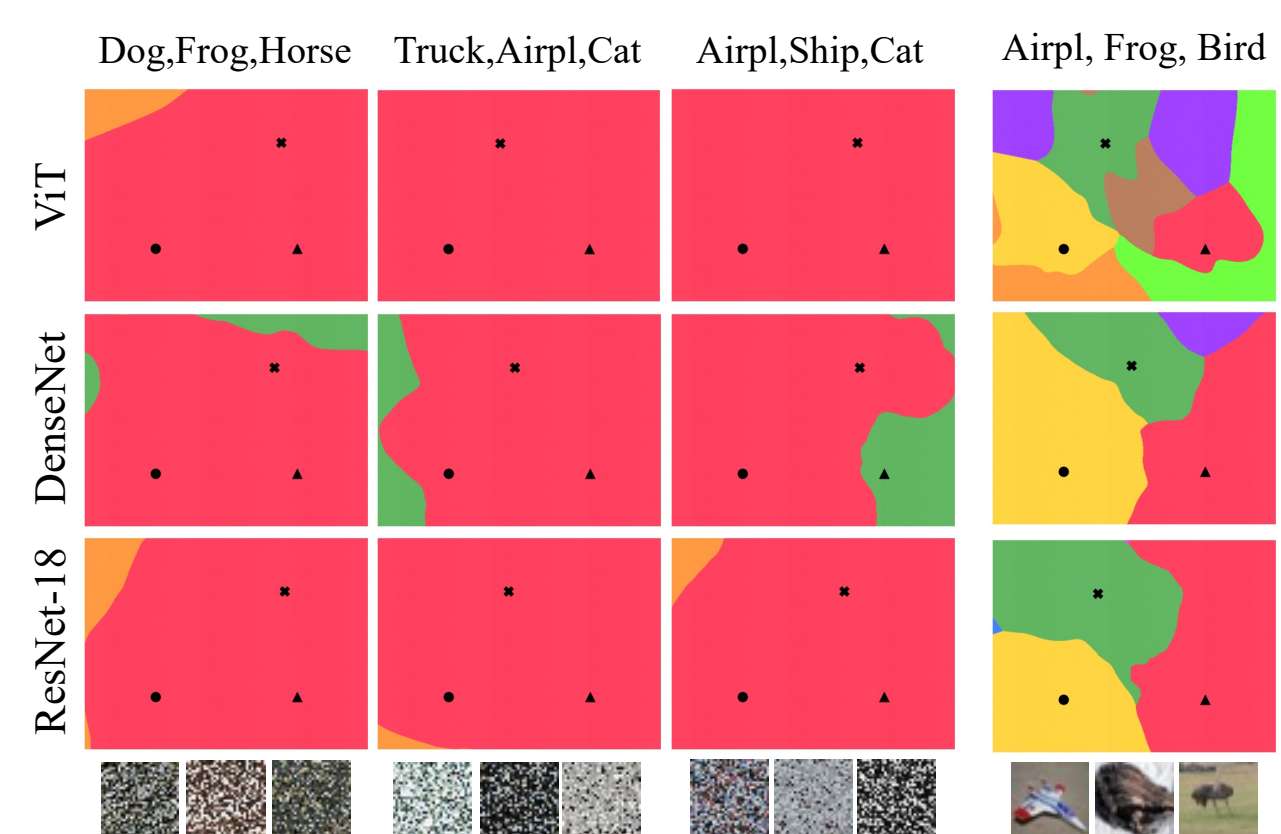 Dog,Frog,Horse
Truck,Airpl,Cat
Airpl,Ship,Cat
Airpl, Frog, Bird
ViT
DenseNet
ResNet-18